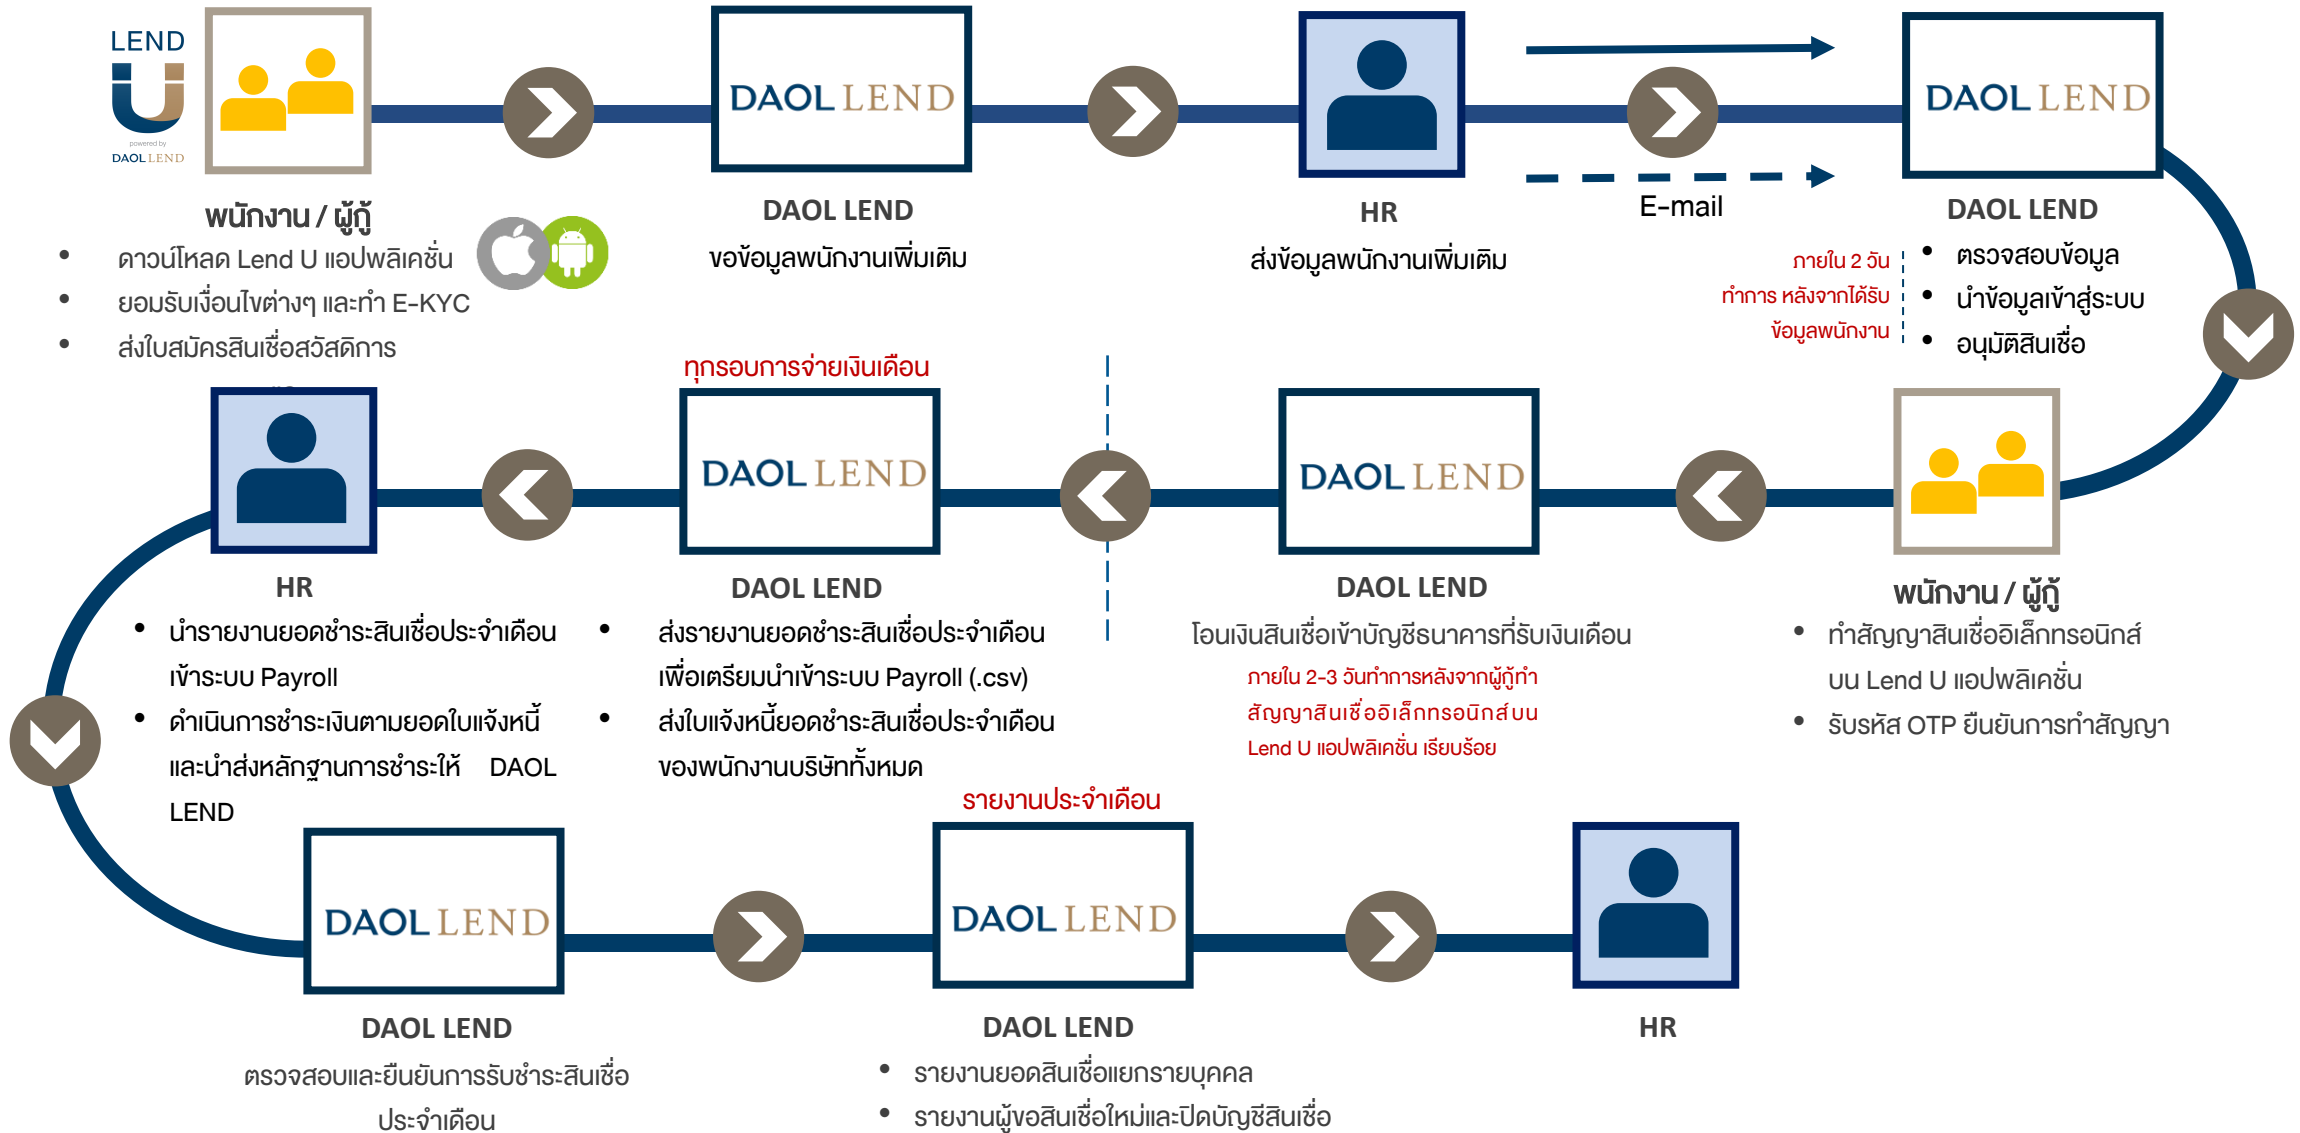 LEND
U
powered by
DAOL LEND
DAOL LEND
DAOL LEND
พนักงาน / ผู้กู้
ดาวน์โหลด Lend U แอปพลิเคชั่น
ยอมรับเงื่อนไขต่างๆ และทำ E-KYC
ส่งใบสมัครสินเชื่อสวัสดิการ
DAOL LEND
ขอข้อมูลพนักงานเพิ่มเติม
HR
ส่งข้อมูลพนักงานเพิ่มเติม
E-mail
DAOL LEND
ภายใน 2 วัน
ทำการ หลังจากได้รับ
ข้อมูลพนักงาน
ตรวจสอบข้อมูล
นำข้อมูลเข้าสู่ระบบ
อนุมัติสินเชื่อ
ทุกรอบการจ่ายเงินเดือน
DAOL LEND
DAOL LEND
พนักงาน / ผู้กู้
ทำสัญญาสินเชื่ออิเล็กทรอนิกส์
บน Lend U แอปพลิเคชั่น
รับรหัส OTP ยืนยันการทำสัญญา
DAOL LEND
โอนเงินสินเชื่อเข้าบัญชีธนาคารที่รับเงินเดือน
ภายใน 2-3 วันทำการหลังจากผู้กู้ทำ
สัญญาสินเชื่ออิเล็กทรอนิกส์บน
Lend U แอปพลิเคชั่น เรียบร้อย
DAOL LEND
ส่งรายงานยอดชำระสินเชื่อประจำเดือน
เพื่อเตรียมนำเข้าระบบ Payroll (.csv)
ส่งใบแจ้งหนี้ยอดชำระสินเชื่อประจำเดือน
ของพนักงานบริษัททั้งหมด
HR
นำรายงานยอดชำระสินเชื่อประจำเดือน
เข้าระบบ Payroll
ดำเนินการชำระเงินตามยอดใบแจ้งหนี้
และนำส่งหลักฐานการชำระให้ DAOL
LEND
รายงานประจำเดือน
DAOL LEND
DAOL LEND
DAOL LEND
ตรวจสอบและยืนยันการรับชำระสินเชื่อ
ประจำเดือน
DAOL LEND
รายงานยอดสินเชื่อแยกรายบุคคล
รายงานผู้ขอสินเชื่อใหม่และปิดบัญชีสินเชื่อ
HR